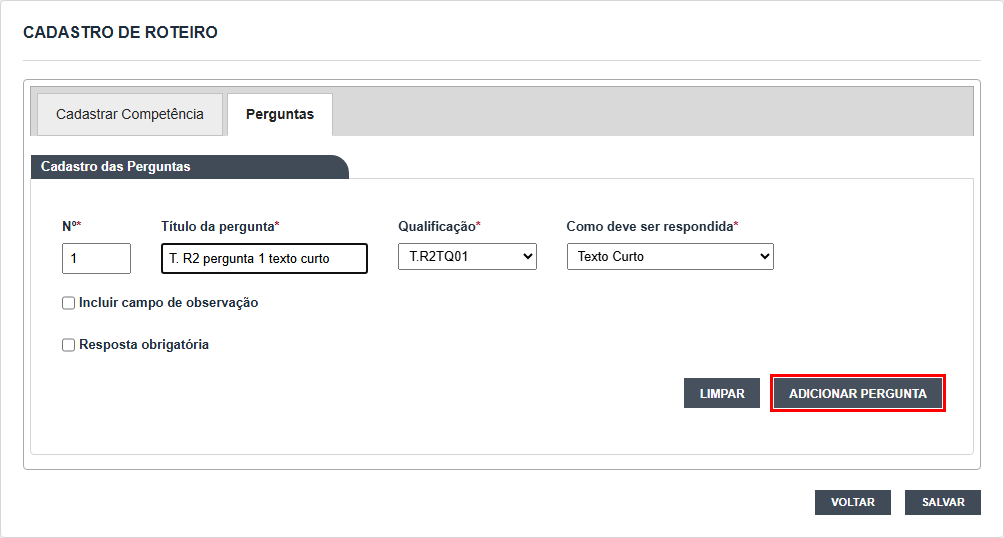 CADASTRO DE ROTEIRO
Cadastrar Competência Perguntas
Cadastro das Perguntas
Nº* Título da pergunta* Qualificação* Como deve ser respondida*
1 T. R2 pergunta 1 texto curto T.R2TQ01 Texto Curto
Incluir campo de observação
Resposta obrigatória
LIMPAR ADICIONAR PERGUNTA
VOLTAR SALVAR